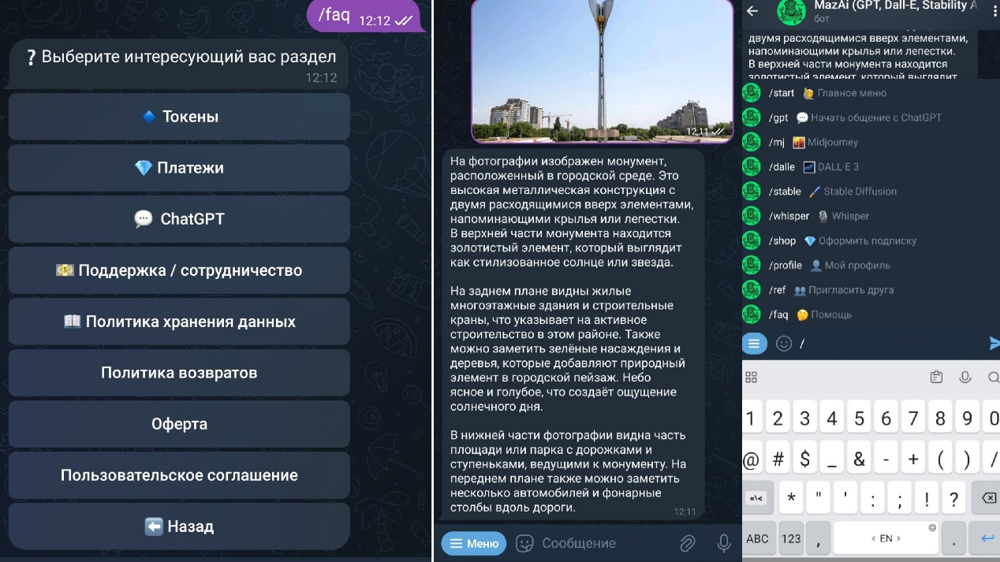 /faq 12:12
? Выберите интересующий вас раздел
12:12
Токены
Платежи
ChatGPT
Поддержка / сотрудничество
Политика хранения данных
Политика возвратов
Оферта
Пользовательское соглашение
Назад
12:11
На фотографии изображен монумент,
расположенный в городской среде. Это
высокая металлическая конструкция с
двумя расходящимися вверх элементами,
напоминающими крылья или лепестки.
В верхней части монумента находится
золотистый элемент, который выглядит
как стилизованное солнце или звезда.
На заднем плане видны жилые
многоэтажные здания и строительные
краны, что указывает на активное
строительство в этом районе. Также
можно заметить зелёные насаждения и
деревья, которые добавляют природный
элемент в городской пейзаж. Небо
ясное и голубое, что создаёт ощущение
солнечного дня.
В нижней части фотографии видна часть
площади или парка с дорожками и
ступеньками, ведущими к монументу. На
переднем плане также можно заметить
несколько автомобилей и фонарные
столбы вдоль дороги.
12:11
Меню
Сообщение
MazAi (GPT, Dall-E, Stability A
бот
двумя расходящимися вверх элементами,
напоминающими крылья или лепестки.
В верхней части монумента находится
золотистый элемент, который выглядит
/start Главное меню
/gpt Начать общение с ChatGPT
/mj Midjourney
/dalle DALL·E 3
/stable Stable Diffusion
/whisper Whisper
/shop Оформить подписку
/profile Мой профиль
/ref Пригласить друга
/faq Помощь
/
1 2 3 4 5 6 7 8 9 0
@ # $ _ & - + ( ) /
=\< * " ' : ; ! ?
ABC 123 , EN .